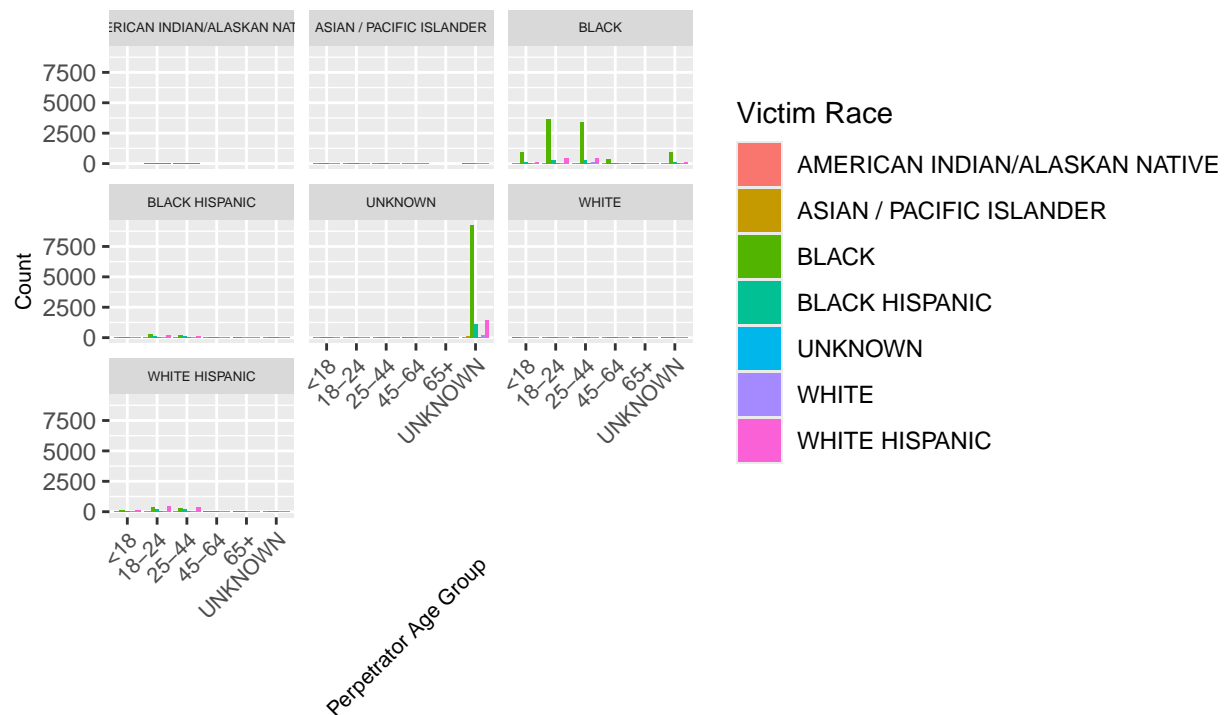 ERICAN INDIAN/ALASKAN NAT
ASIAN / PACIFIC ISLANDER
BLACK
7500
5000
2500
0
BLACK HISPANIC
UNKNOWN
WHITE
7500
5000
2500
0
<18
18–24
25–44
45–64
65+
UNKNOWN
<18
18–24
25–44
45–64
65+
UNKNOWN
WHITE HISPANIC
7500
5000
2500
0
<18
18–24
25–44
45–64
65+
UNKNOWN
Count
Perpetrator Age Group
Victim Race
AMERICAN INDIAN/ALASKAN NATIVE
ASIAN / PACIFIC ISLANDER
BLACK
BLACK HISPANIC
UNKNOWN
WHITE
WHITE HISPANIC